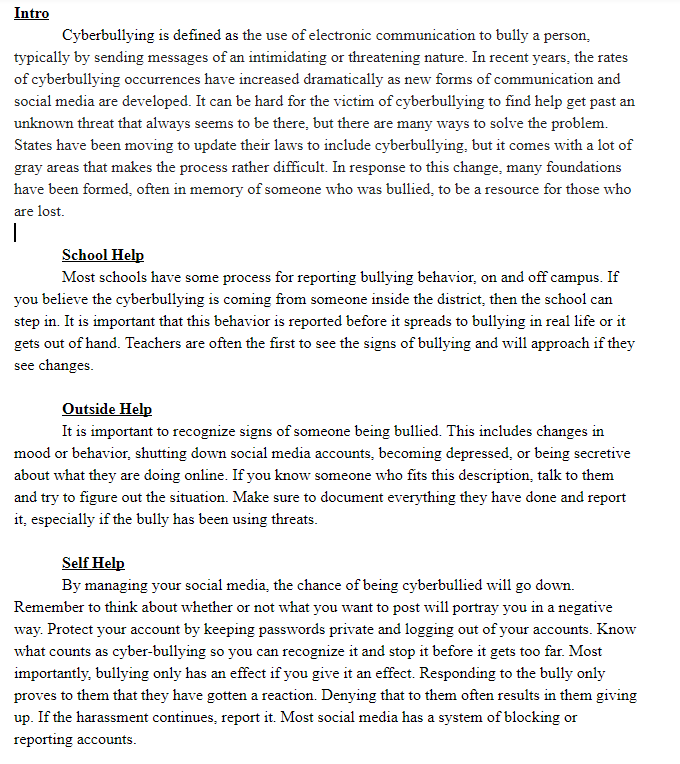 Intro
Cyberbullying is defined as the use of electronic communication to bully a person,
typically by sending messages of an intimidating or threatening nature. In recent years, the rates
of cyberbullying occurrences have increased dramatically as new forms of communication and
social media are developed. It can be hard for the victim of cyberbullying to find help get past an
unknown threat that always seems to be there, but there are many ways to solve the problem.
States have been moving to update their laws to include cyberbullying, but it comes with a lot of
gray areas that makes the process rather difficult. In response to this change, many foundations
have been formed, often in memory of someone who was bullied, to be a resource for those who
are lost.
School Help
Most schools have some process for reporting bullying behavior, on and off campus. If
you believe the cyberbullying is coming from someone inside the district, then the school can
step in. It is important that this behavior is reported before it spreads to bullying in real life or it
gets out of hand. Teachers are often the first to see the signs of bullying and will approach if they
see changes.
Outside Help
It is important to recognize signs of someone being bullied. This includes changes in
mood or behavior, shutting down social media accounts, becoming depressed, or being secretive
about what they are doing online. If you know someone who fits this description, talk to them
and try to figure out the situation. Make sure to document everything they have done and report
it, especially if the bully has been using threats.
Self Help
By managing your social media, the chance of being cyberbullied will go down.
Remember to think about whether or not what you want to post will portray you in a negative
way. Protect your account by keeping passwords private and logging out of your accounts. Know
what counts as cyber-bullying so you can recognize it and stop it before it gets too far. Most
importantly, bullying only has an effect if you give it an effect. Responding to the bully only
proves to them that they have gotten a reaction. Denying that to them often results in them giving
up. If the harassment continues, report it. Most social media has a system of blocking or
reporting accounts.